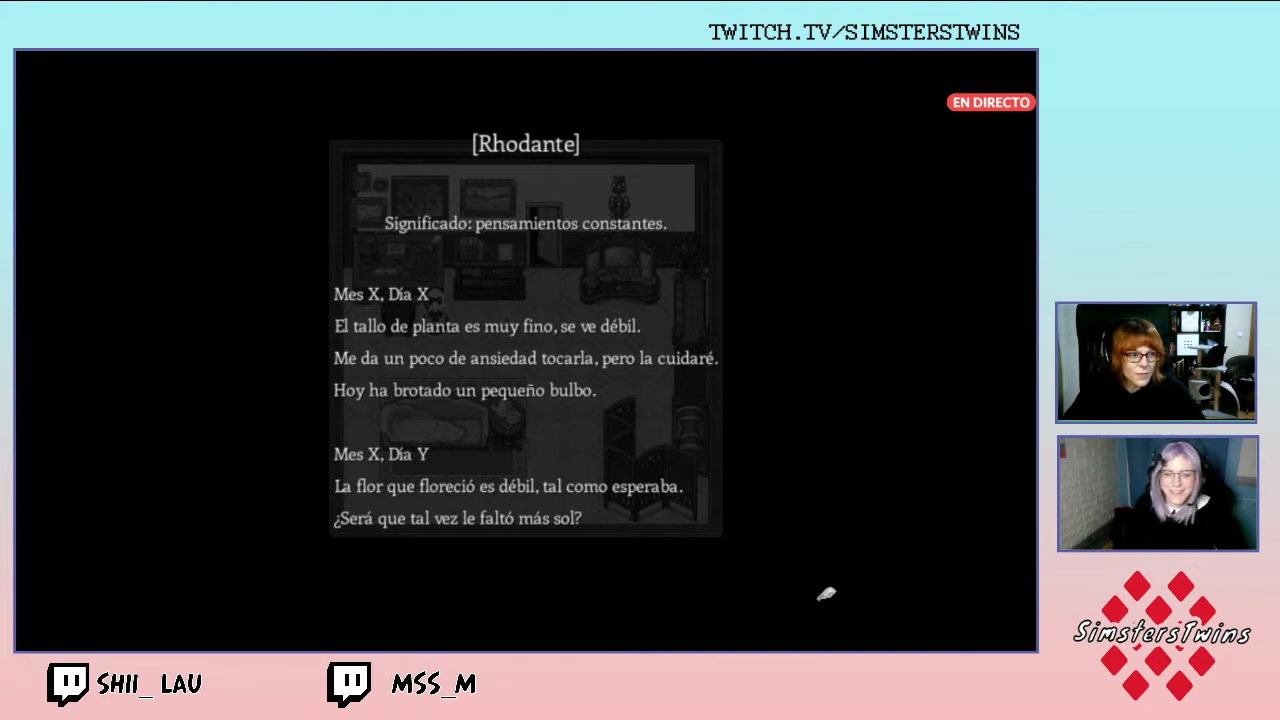 TWITCH.TV/SIMSTERSTWINS
EN DIRECTO
[Rhodante]
Significado: pensamientos constantes.
Mes X, Día X
El tallo de planta es muy fino, se ve débil.
Me da un poco de ansiedad tocarla, pero la cuidaré.
Hoy ha brotado un pequeño bulbo.
Mes X, Día Y
La flor que floreció es débil, tal como esperaba.
¿Será que tal vez le faltó más sol?
SimstersTwins
SHII_ LAU
MSS_M